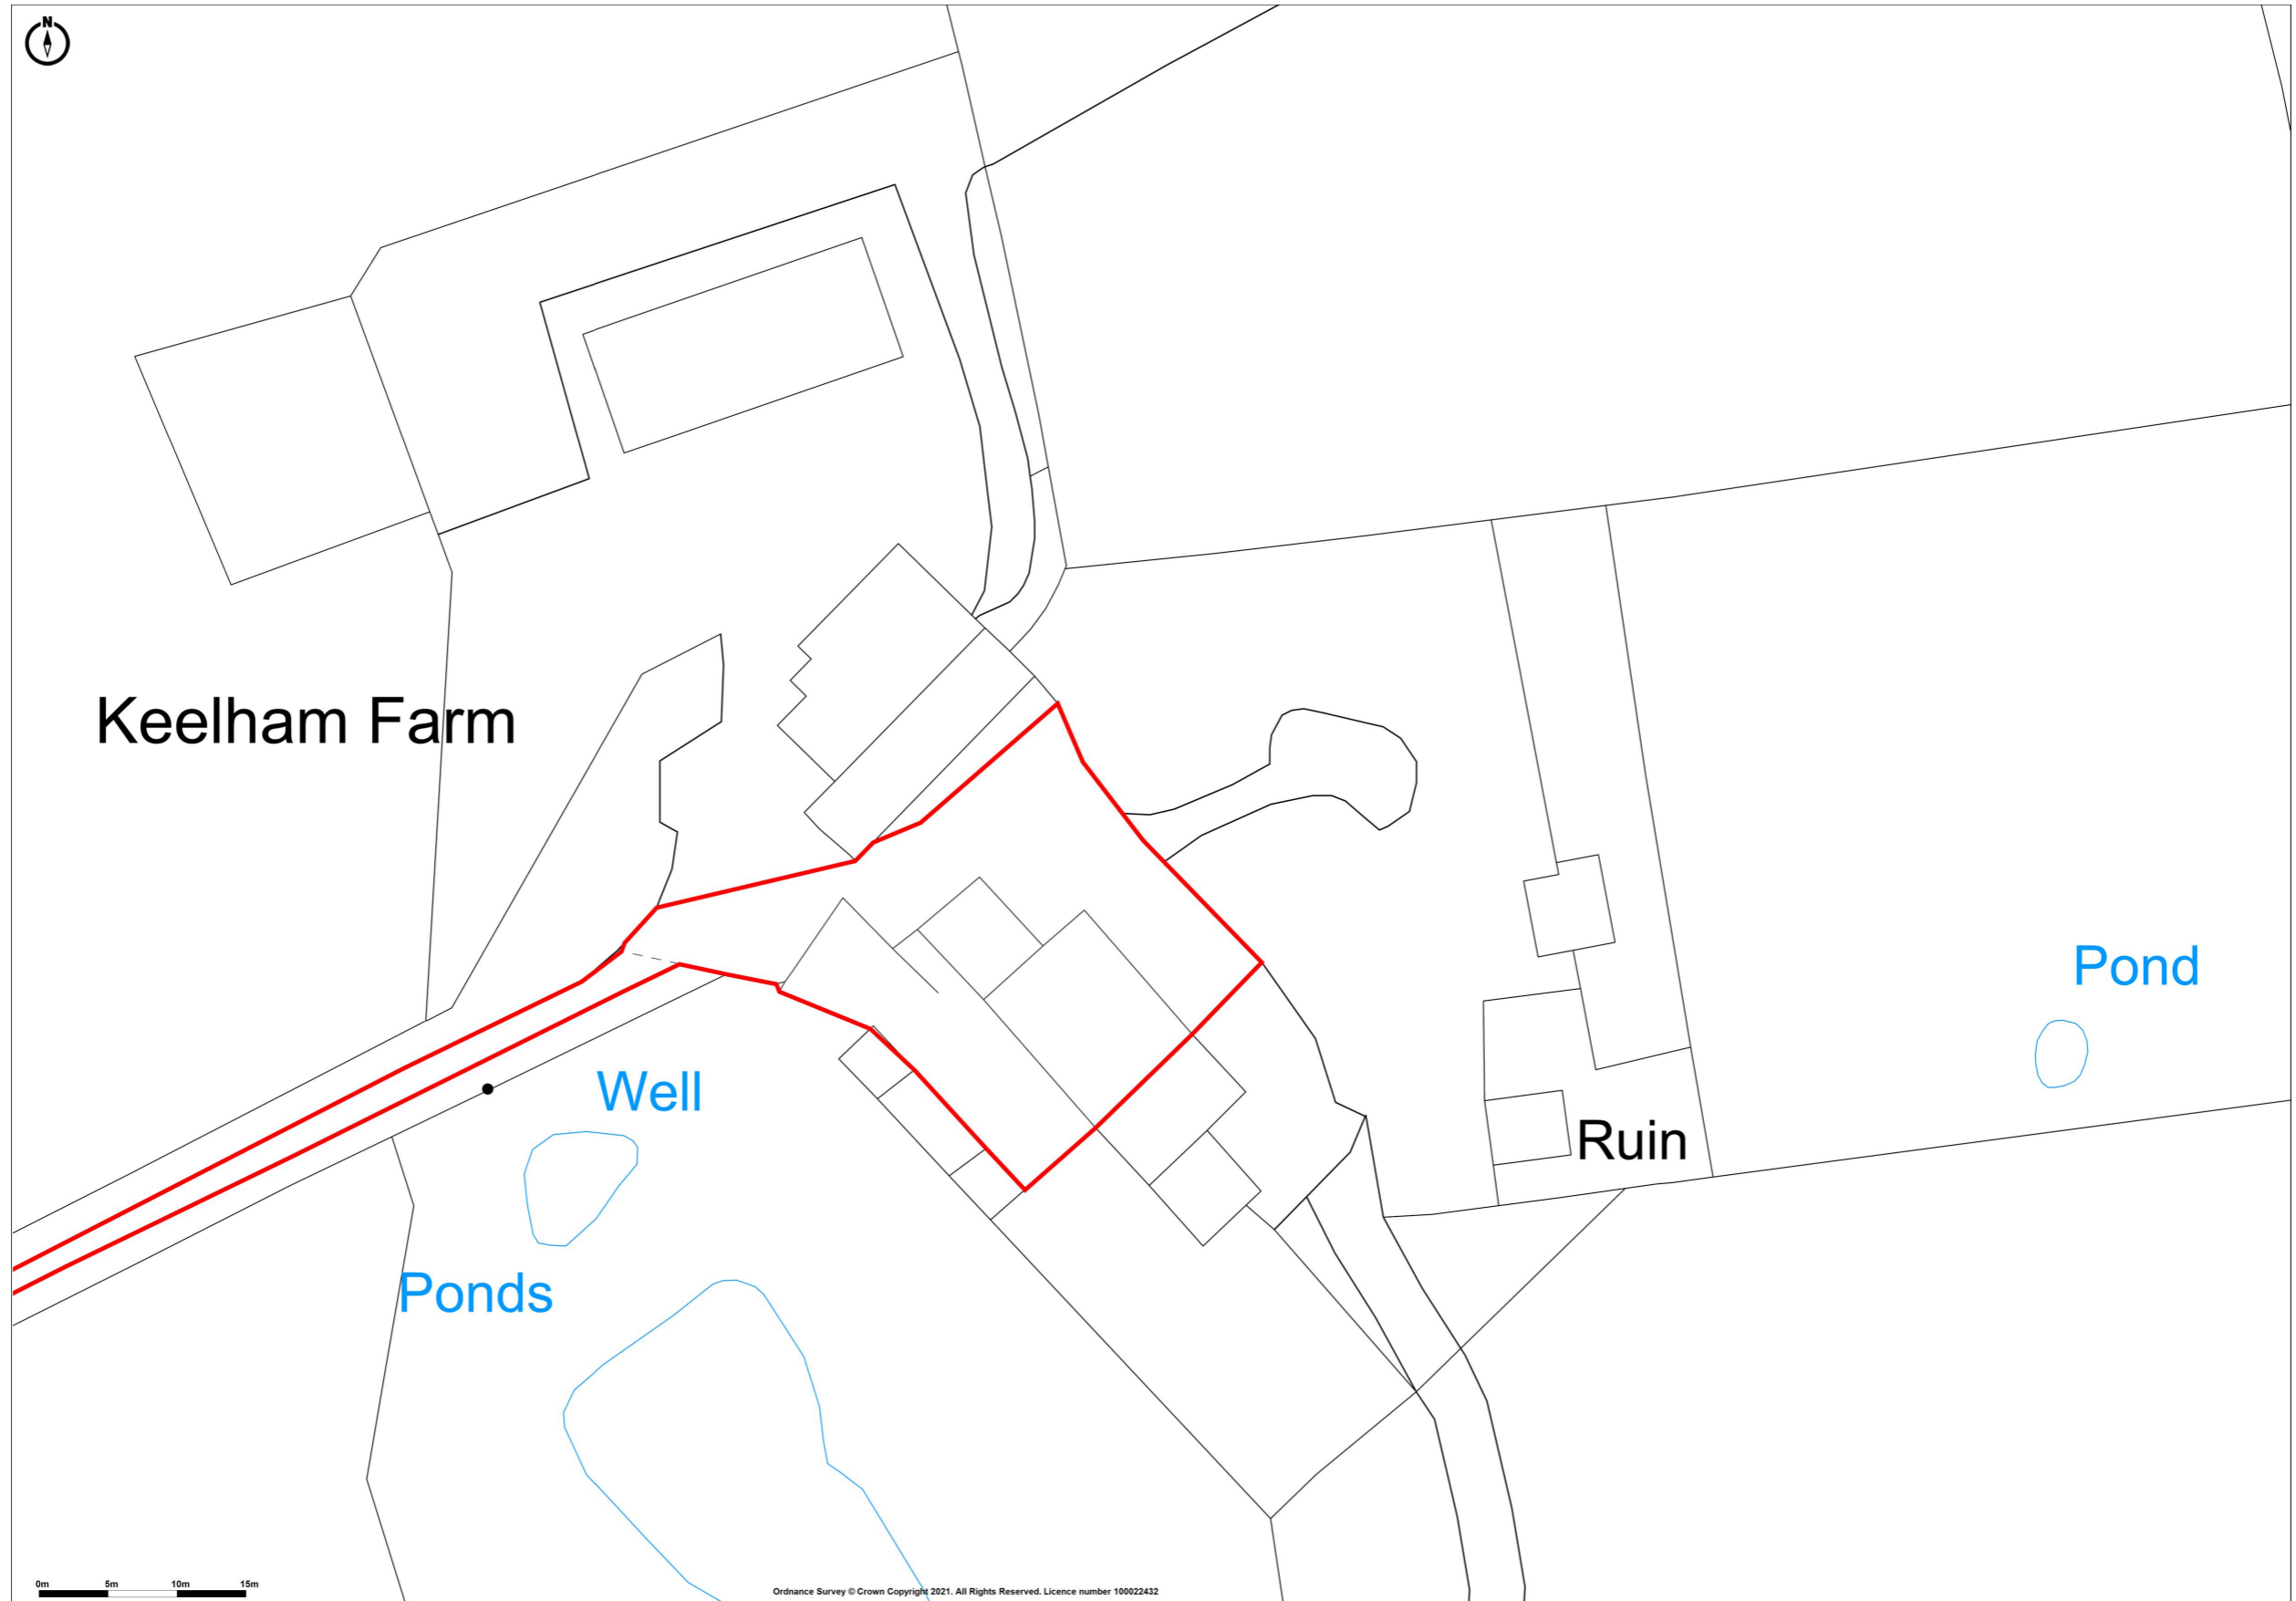 N
Keelham Farm
Pond
Well
Ruin
Ponds
0m 5m 10m 15m
Ordnance Survey © Crown Copyright 2021. All Rights Reserved. Licence number 100022432